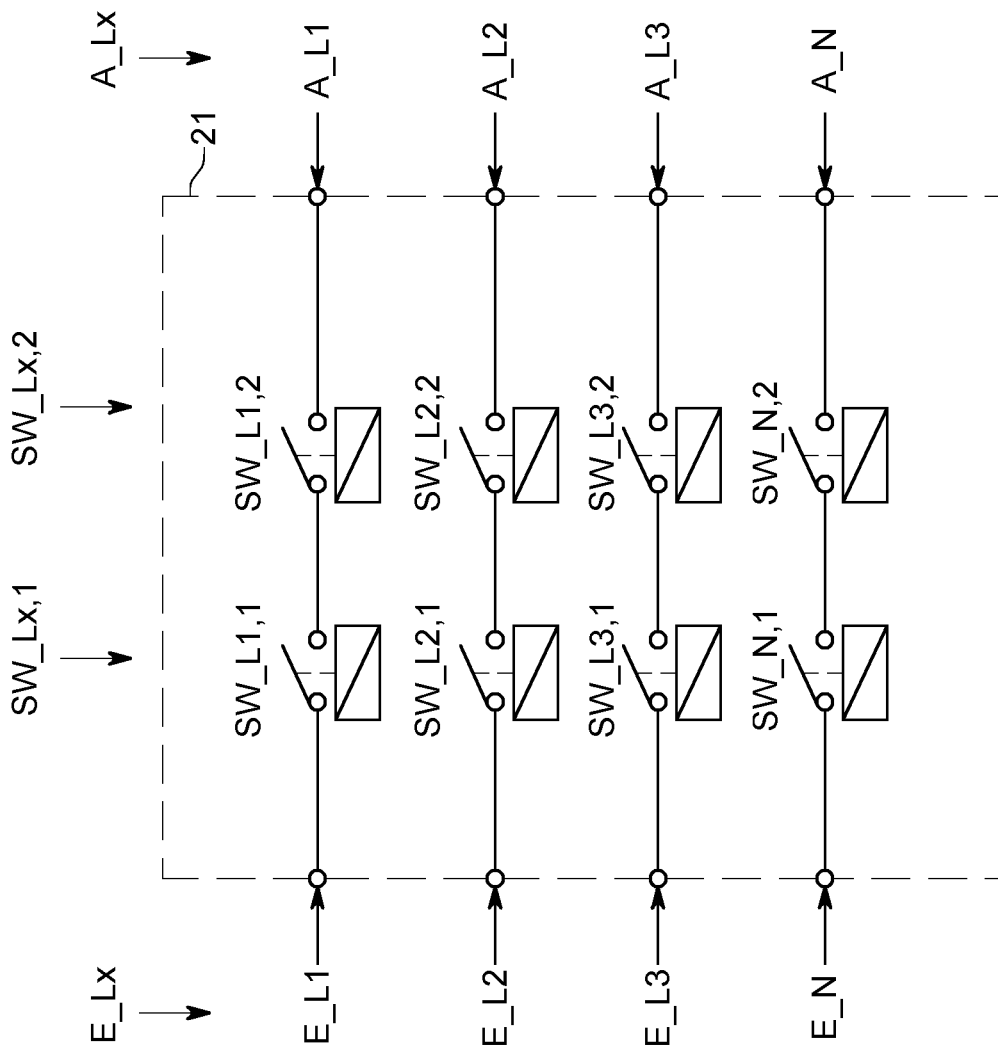 SW_Lx,1
SW_Lx,2
E_Lx
A_Lx
21
E_L1
SW_L1,1
SW_L1,2
A_L1
E_L2
SW_L2,1
SW_L2,2
A_L2
E_L3
SW_L3,1
SW_L3,2
A_L3
E_N
SW_N,1
SW_N,2
A_N